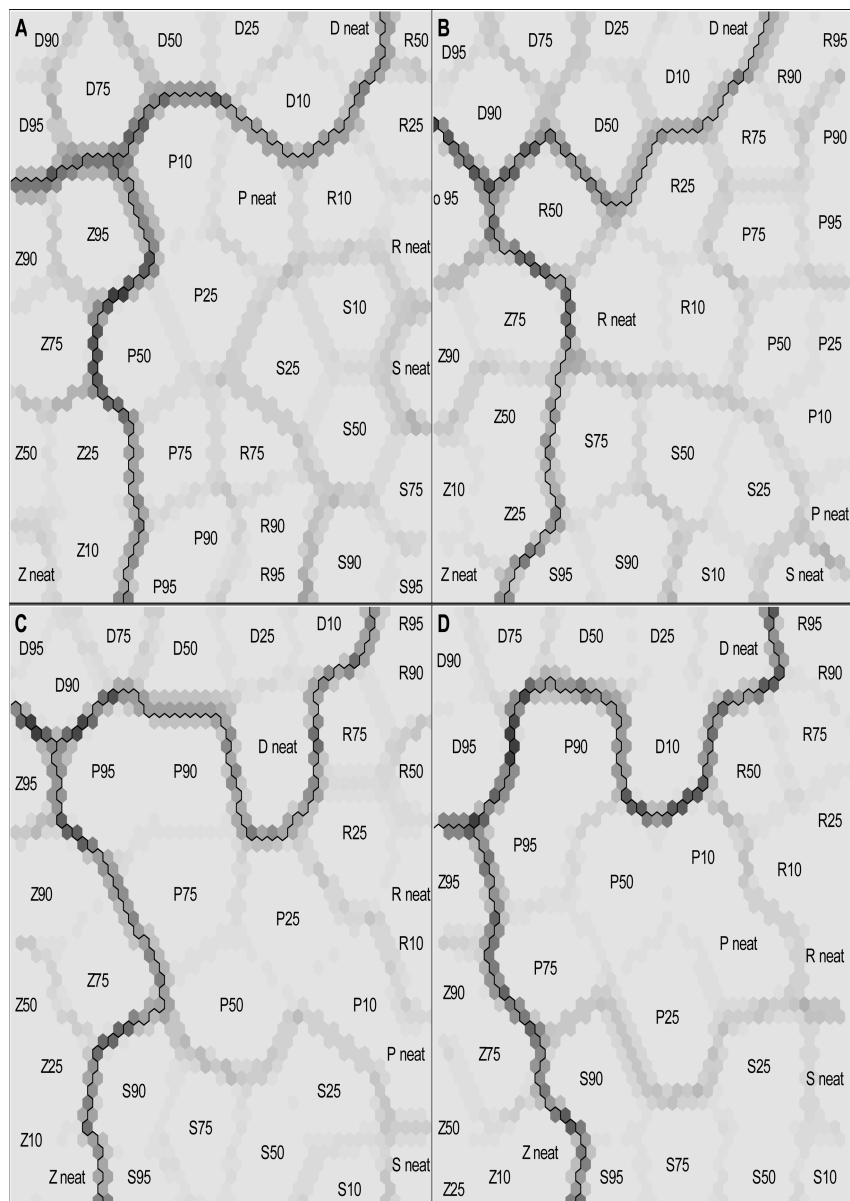 A
D90 D50 D25 D neat R50
D75
D10
D95 R25
P10
P neat R10
Z95
Z90 R neat
P25 S10
Z75 P50
S25 S neat
S50
Z50 Z25 P75 R75
S75
R90
P90
Z10 S90
Z neat R95
P95 S95
B
D95 D75 D25 D neat R95
D10 R90
D90 D50 R75 P90
R25
o 95 R50
P75 P95
Z75 R neat R10
Z90 P50 P25
Z50 P10
S75 S50
Z10 S25
Z25 P neat
S90
Z neat S95 S10 S neat
C
D95 D75 D50 D25 D10 R95
D90 R90
R75
P95 P90 D neat
Z95 R50
R25
Z90 P75 R neat
P25
R10
Z75
Z50 P50 P10
P neat
Z25
S90 S25
S75
Z10
S50
S neat
Z neat S95 S10
D
D75 D50 D25 R95
D90 D neat
R90
R75
D95 P90 D10
R50
R25
P95
P10
Z95 P50 R10
P neat
P75 R neat
Z90
P25
Z75
S90 S25
S neat
Z50
Z neat
S75
Z25 Z10 S95 S50 S10